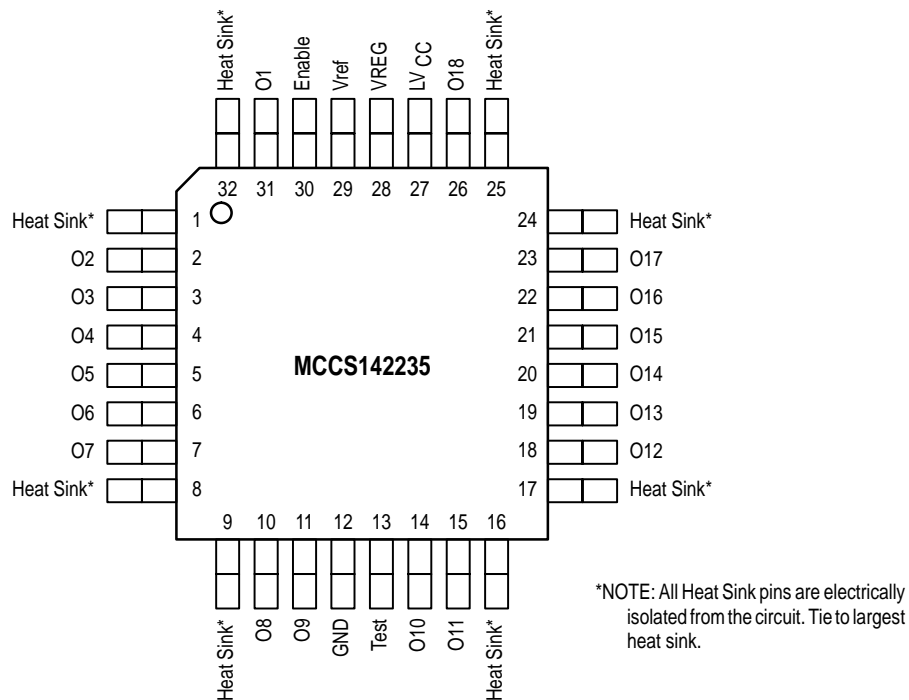 Heat Sink* O1 Enable Vref VREG LVCC O18 Heat Sink*
32 31 30 29 28 27 26 25
Heat Sink* 1 24 Heat Sink*
O2 2 23 O17
O3 3 22 O16
O4 4 21 O15
MCCS142235
O5 5 20 O14
O6 6 19 O13
O7 7 18 O12
Heat Sink* 8 17 Heat Sink*
9 10 11 12 13 14 15 16
Heat Sink* O8 O9 GND Test O10 O11 Heat Sink*
*NOTE: All Heat Sink pins are electrically
isolated from the circuit. Tie to largest
heat sink.